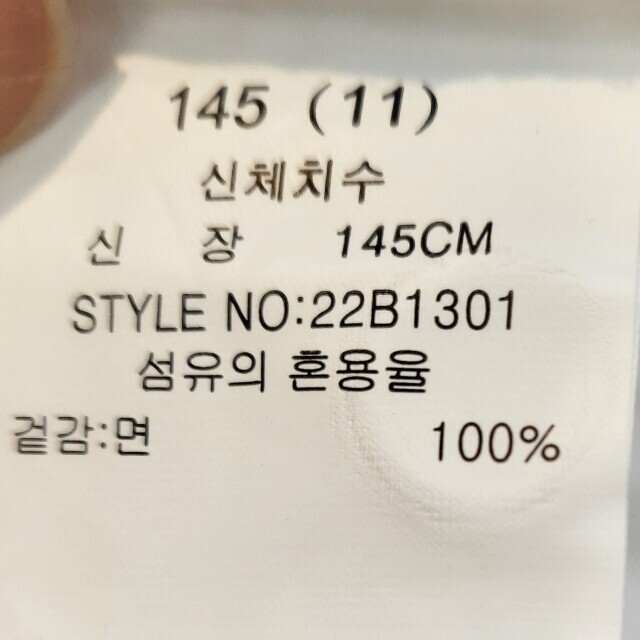 145 (11)
신체치수
신 장 145CM
STYLE NO:22B1301
섬유의 혼용율
겉감:면 100%